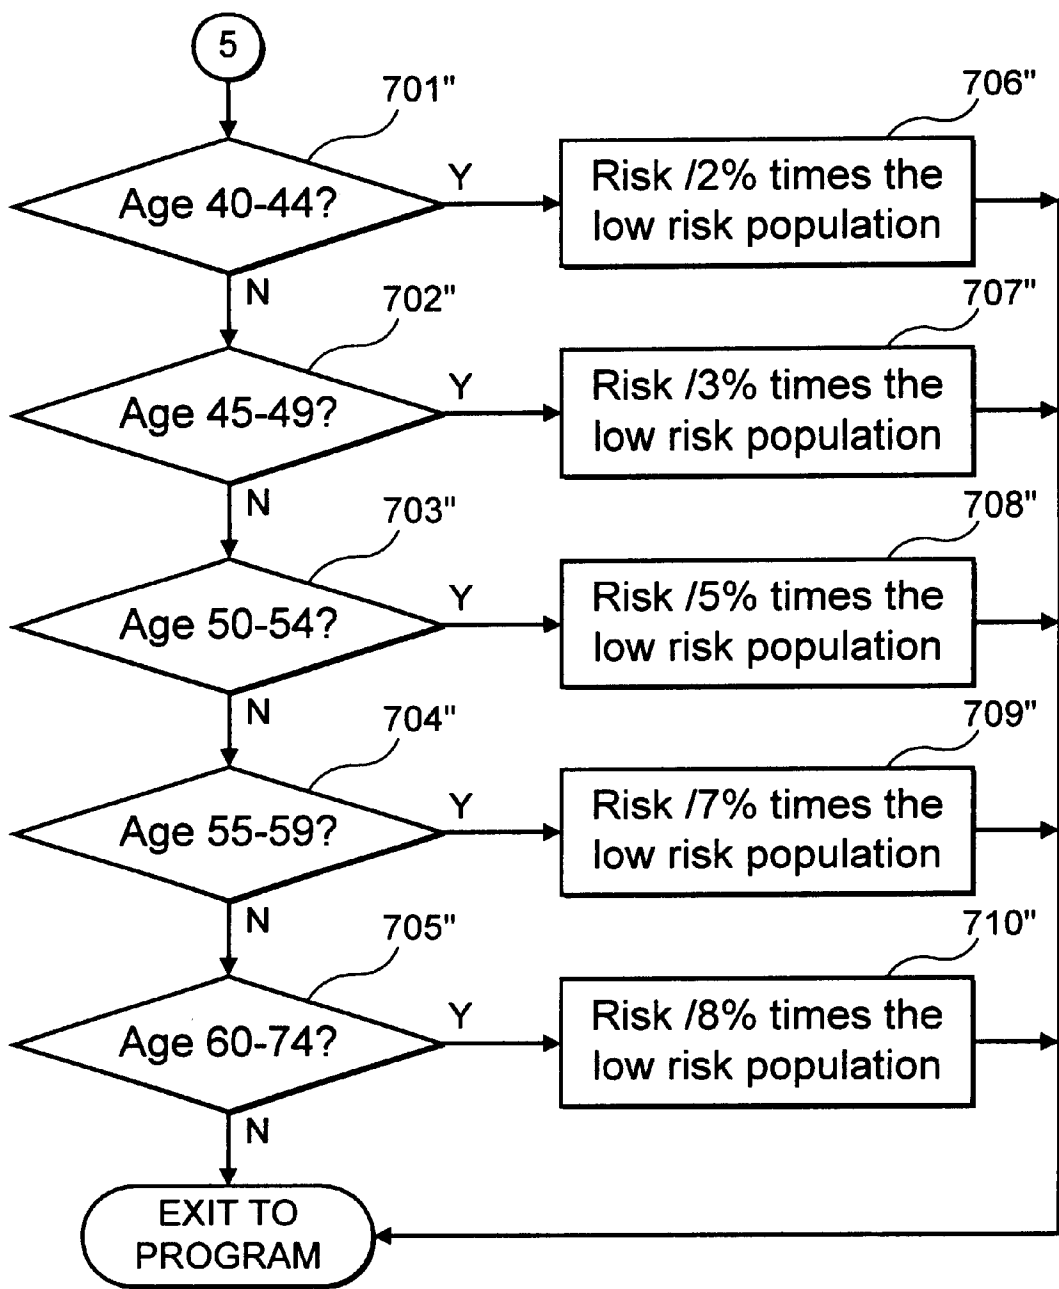 5
701"
706"
Age 40-44?
Y
Risk /2% times the
low risk population
N
702"
707"
Age 45-49?
Y
Risk /3% times the
low risk population
N
703"
708"
Age 50-54?
Y
Risk /5% times the
low risk population
N
704"
709"
Age 55-59?
Y
Risk /7% times the
low risk population
N
705"
710"
Age 60-74?
Y
Risk /8% times the
low risk population
N
EXIT TO
PROGRAM